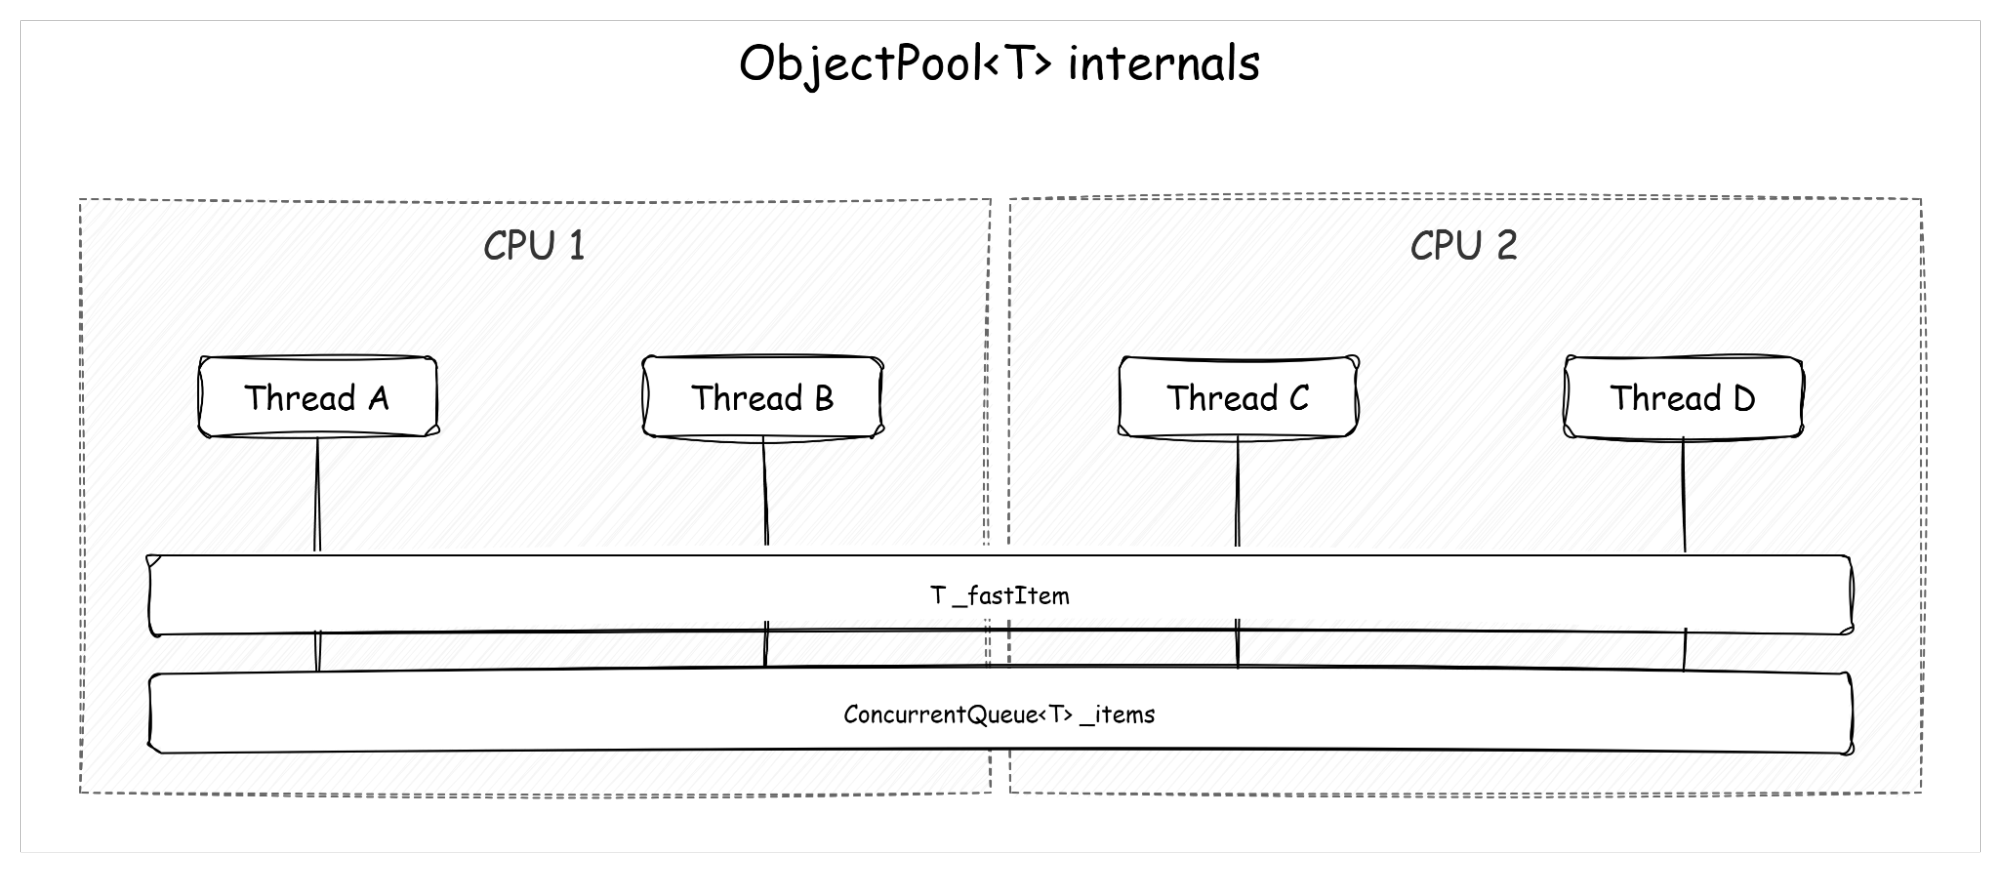 ObjectPool<T> internals
CPU 1
CPU 2
Thread A
Thread B
Thread C
Thread D
T _fastItem
ConcurrentQueue<T> _items